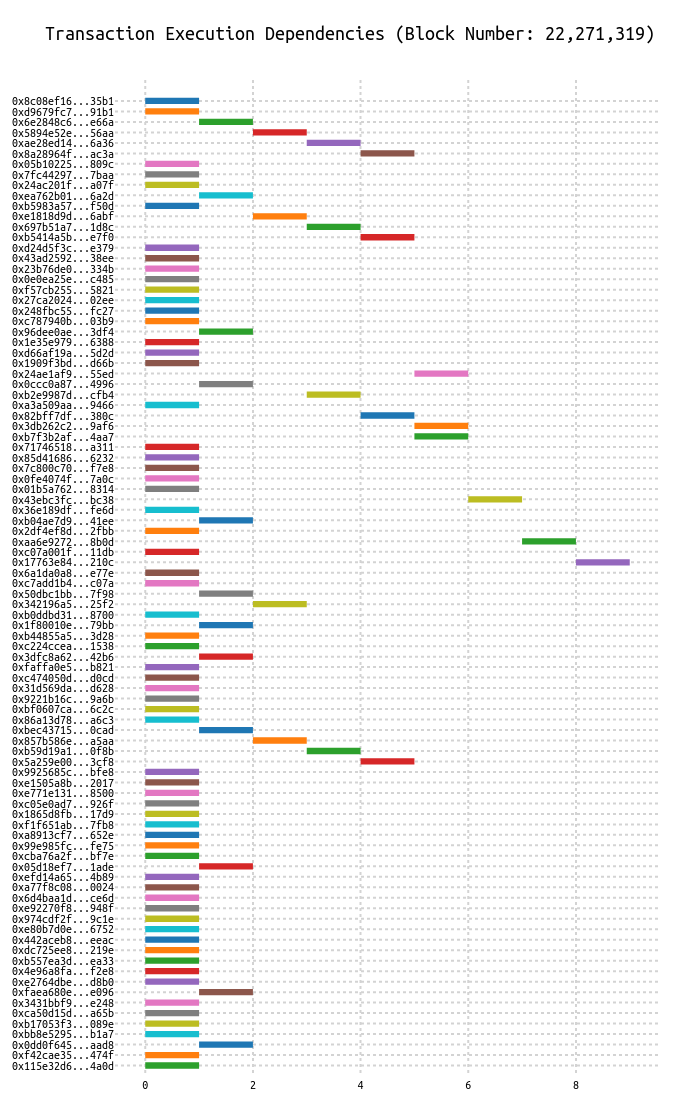 Transaction Execution Dependencies (Block Number: 22,271,319)
0x8c08ef16...35b1
0xd9679fc7...91b1
0x6e2848c6...e66a
0x5894e52e...56aa
0xae28ed14...6a36
0x8a28964f...ac3a
0x05b10225...809c
0x7fc44297...7baa
0x24ac201f...a07f
0xea762b01...6a2d
0xb5983a57...f50d
0xe1818d9d...6abf
0x697b51a7...1d8c
0xb5414a5b...e7f0
0xd24d5f3c...e379
0x43ad2592...38ee
0x23b76de0...334b
0x0e0ea25e...c485
0xf57cb255...5821
0x27ca2024...02ee
0x248fbc55...fc27
0xc787940b...03b9
0x96dee0ae...3df4
0x1e35e979...6388
0xd66af19a...5d2d
0x1909f3bd...d66b
0x24ae1af9...55ed
0x0ccc0a87...4996
0xb2e9987d...cfb4
0xa3a509aa...9466
0x82bff7df...380c
0x3db262c2...9af6
0xb7f3b2af...4aa7
0x71746518...a311
0x85d41686...6232
0x7c800c70...f7e8
0x0fe4074f...7a0c
0x01b5a762...8314
0x43ebc3fc...bc38
0x36e189df...fe6d
0xb04ae7d9...41ee
0x2df4ef8d...2fbb
0xaa6e9272...8b0d
0xc07a001f...11db
0x17763e84...210c
0x6a1da0a8...e77e
0xc7add1b4...c07a
0x50dbc1bb...7f98
0x342196a5...25f2
0xb0ddbd31...8700
0x1f80010e...79bb
0xb44855a5...3d28
0xc224ccea...1538
0x3dfc8a62...42b6
0xfaffa0e5...b821
0xc474050d...d0cd
0x31d569da...d628
0x9221b16c...9a6b
0xbf0607ca...6c2c
0x86a13d78...a6c3
0xbec43715...0cad
0x857b586e...a5aa
0xb59d19a1...0f8b
0x5a259e00...3cf8
0x9925685c...bfe8
0xe1505a8b...2017
0xe771e131...8500
0xc05e0ad7...926f
0x1865d8fb...17d9
0xf1f651ab...7fb8
0xa8913cf7...652e
0x99e985fc...fe75
0xcba76a2f...bf7e
0x05d18ef7...1ade
0xefd14a65...4b89
0xa77f8c08...0024
0x6d4baa1d...ce6d
0xe92270f8...948f
0x974cdf2f...9c1e
0xe80b7d0e...6752
0x442aceb8...eeac
0xdc725ee8...219e
0xb557ea3d...ea33
0x4e96a8fa...f2e8
0xe2764dbe...d8b0
0xfaea680e...e096
0x3431bbf9...e248
0xca50d15d...a65b
0xb17053f3...089e
0xbb8e5295...b1a7
0x0dd0f645...aad8
0xf42cae35...474f
0x115e32d6...4a0d
0 2 4 6 8